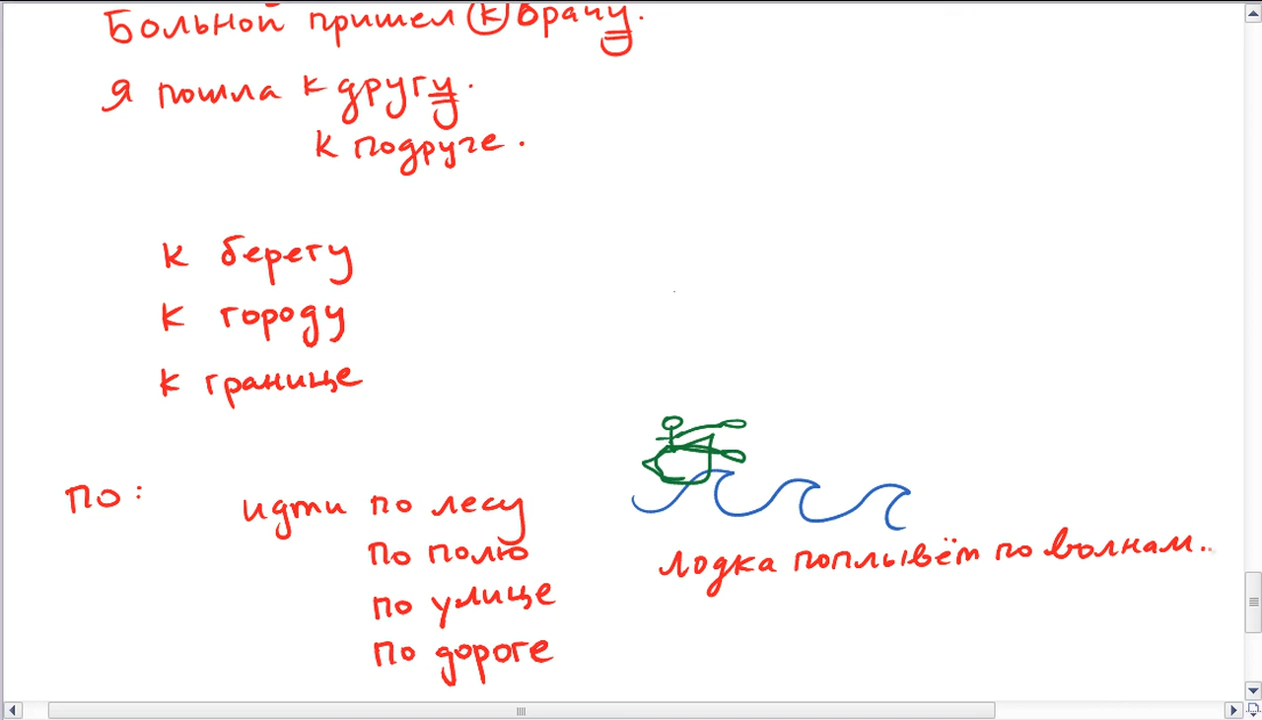 Больной пришел к врачу.
Я пошла к другу.
к подруге.
к берегу
к городу
к границе
по: идти по лесу
по полю
по улице
по дороге
лодка поплывёт по волнам..